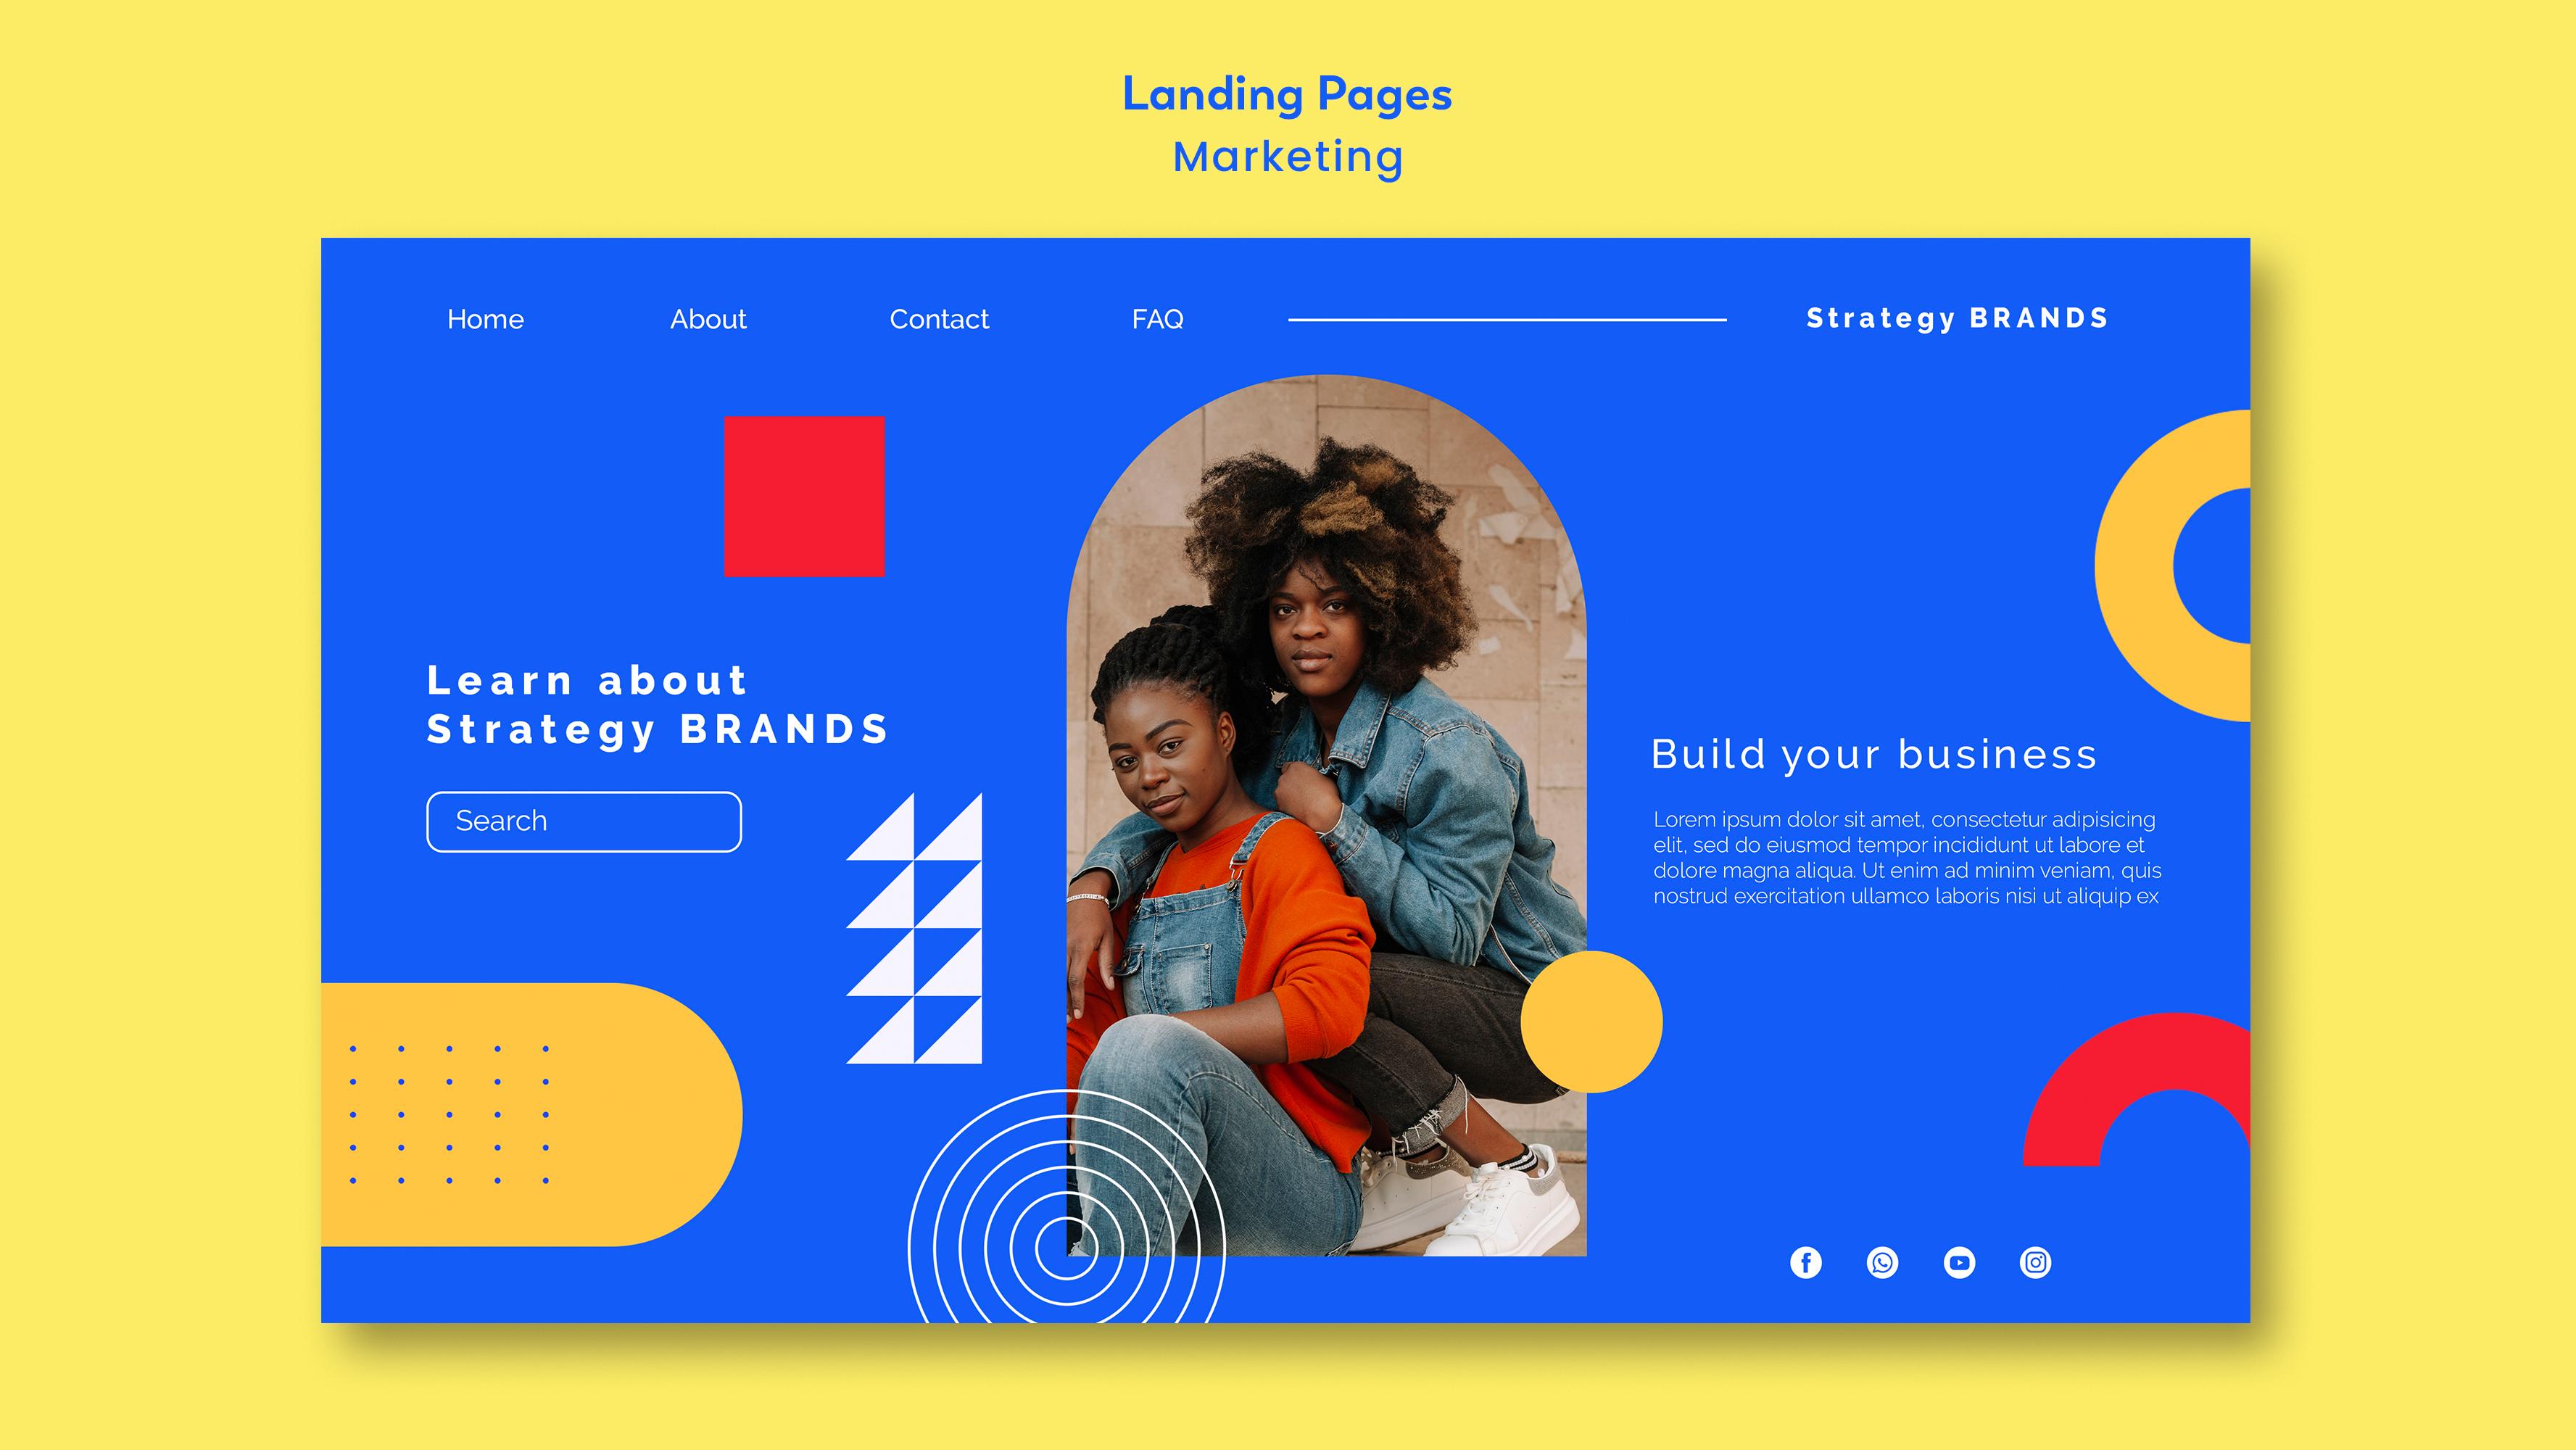 Landing Pages
Marketing
Home About Contact FAQ Strategy BRANDS
Learn about
Strategy BRANDS
Search
Build your business
Lorem ipsum dolor sit amet, consectetur adipisicing
elit, sed do eiusmod tempor incididunt ut labore et
dolore magna aliqua. Ut enim ad minim veniam, quis
nostrud exercitation ullamco laboris nisi ut aliquip ex